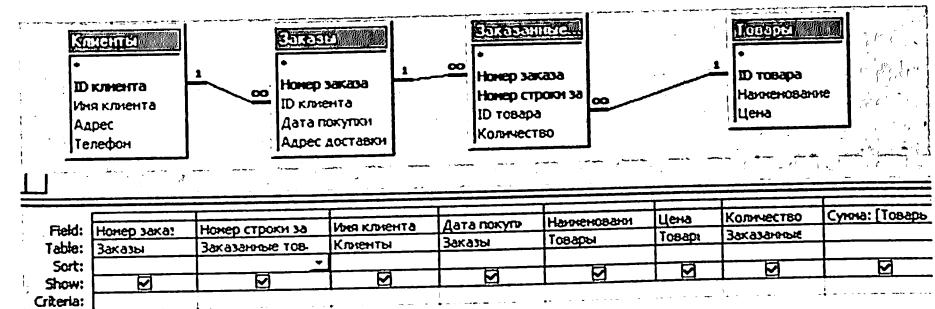 Клиенты
*
ID клиента
Имя клиента
Адрес
Телефон
1
∞
Заказы
*
Номер заказа
ID клиента
Дата покупки
Адрес доставки
1
∞
Заказанные...
*
Номер заказа
Номер строки за
ID товара
Количество
∞
1
Товары
*
ID товара
Наименование
Цена
Field: Номер заказ Номер строки за Имя клиента Дата покупк Наименовани Цена Количество Сумма: [Товары
Table: Заказы Заказанные тов- Клиенты Заказы Товары Товары Заказанные
Sort:
Show:
Criteria: